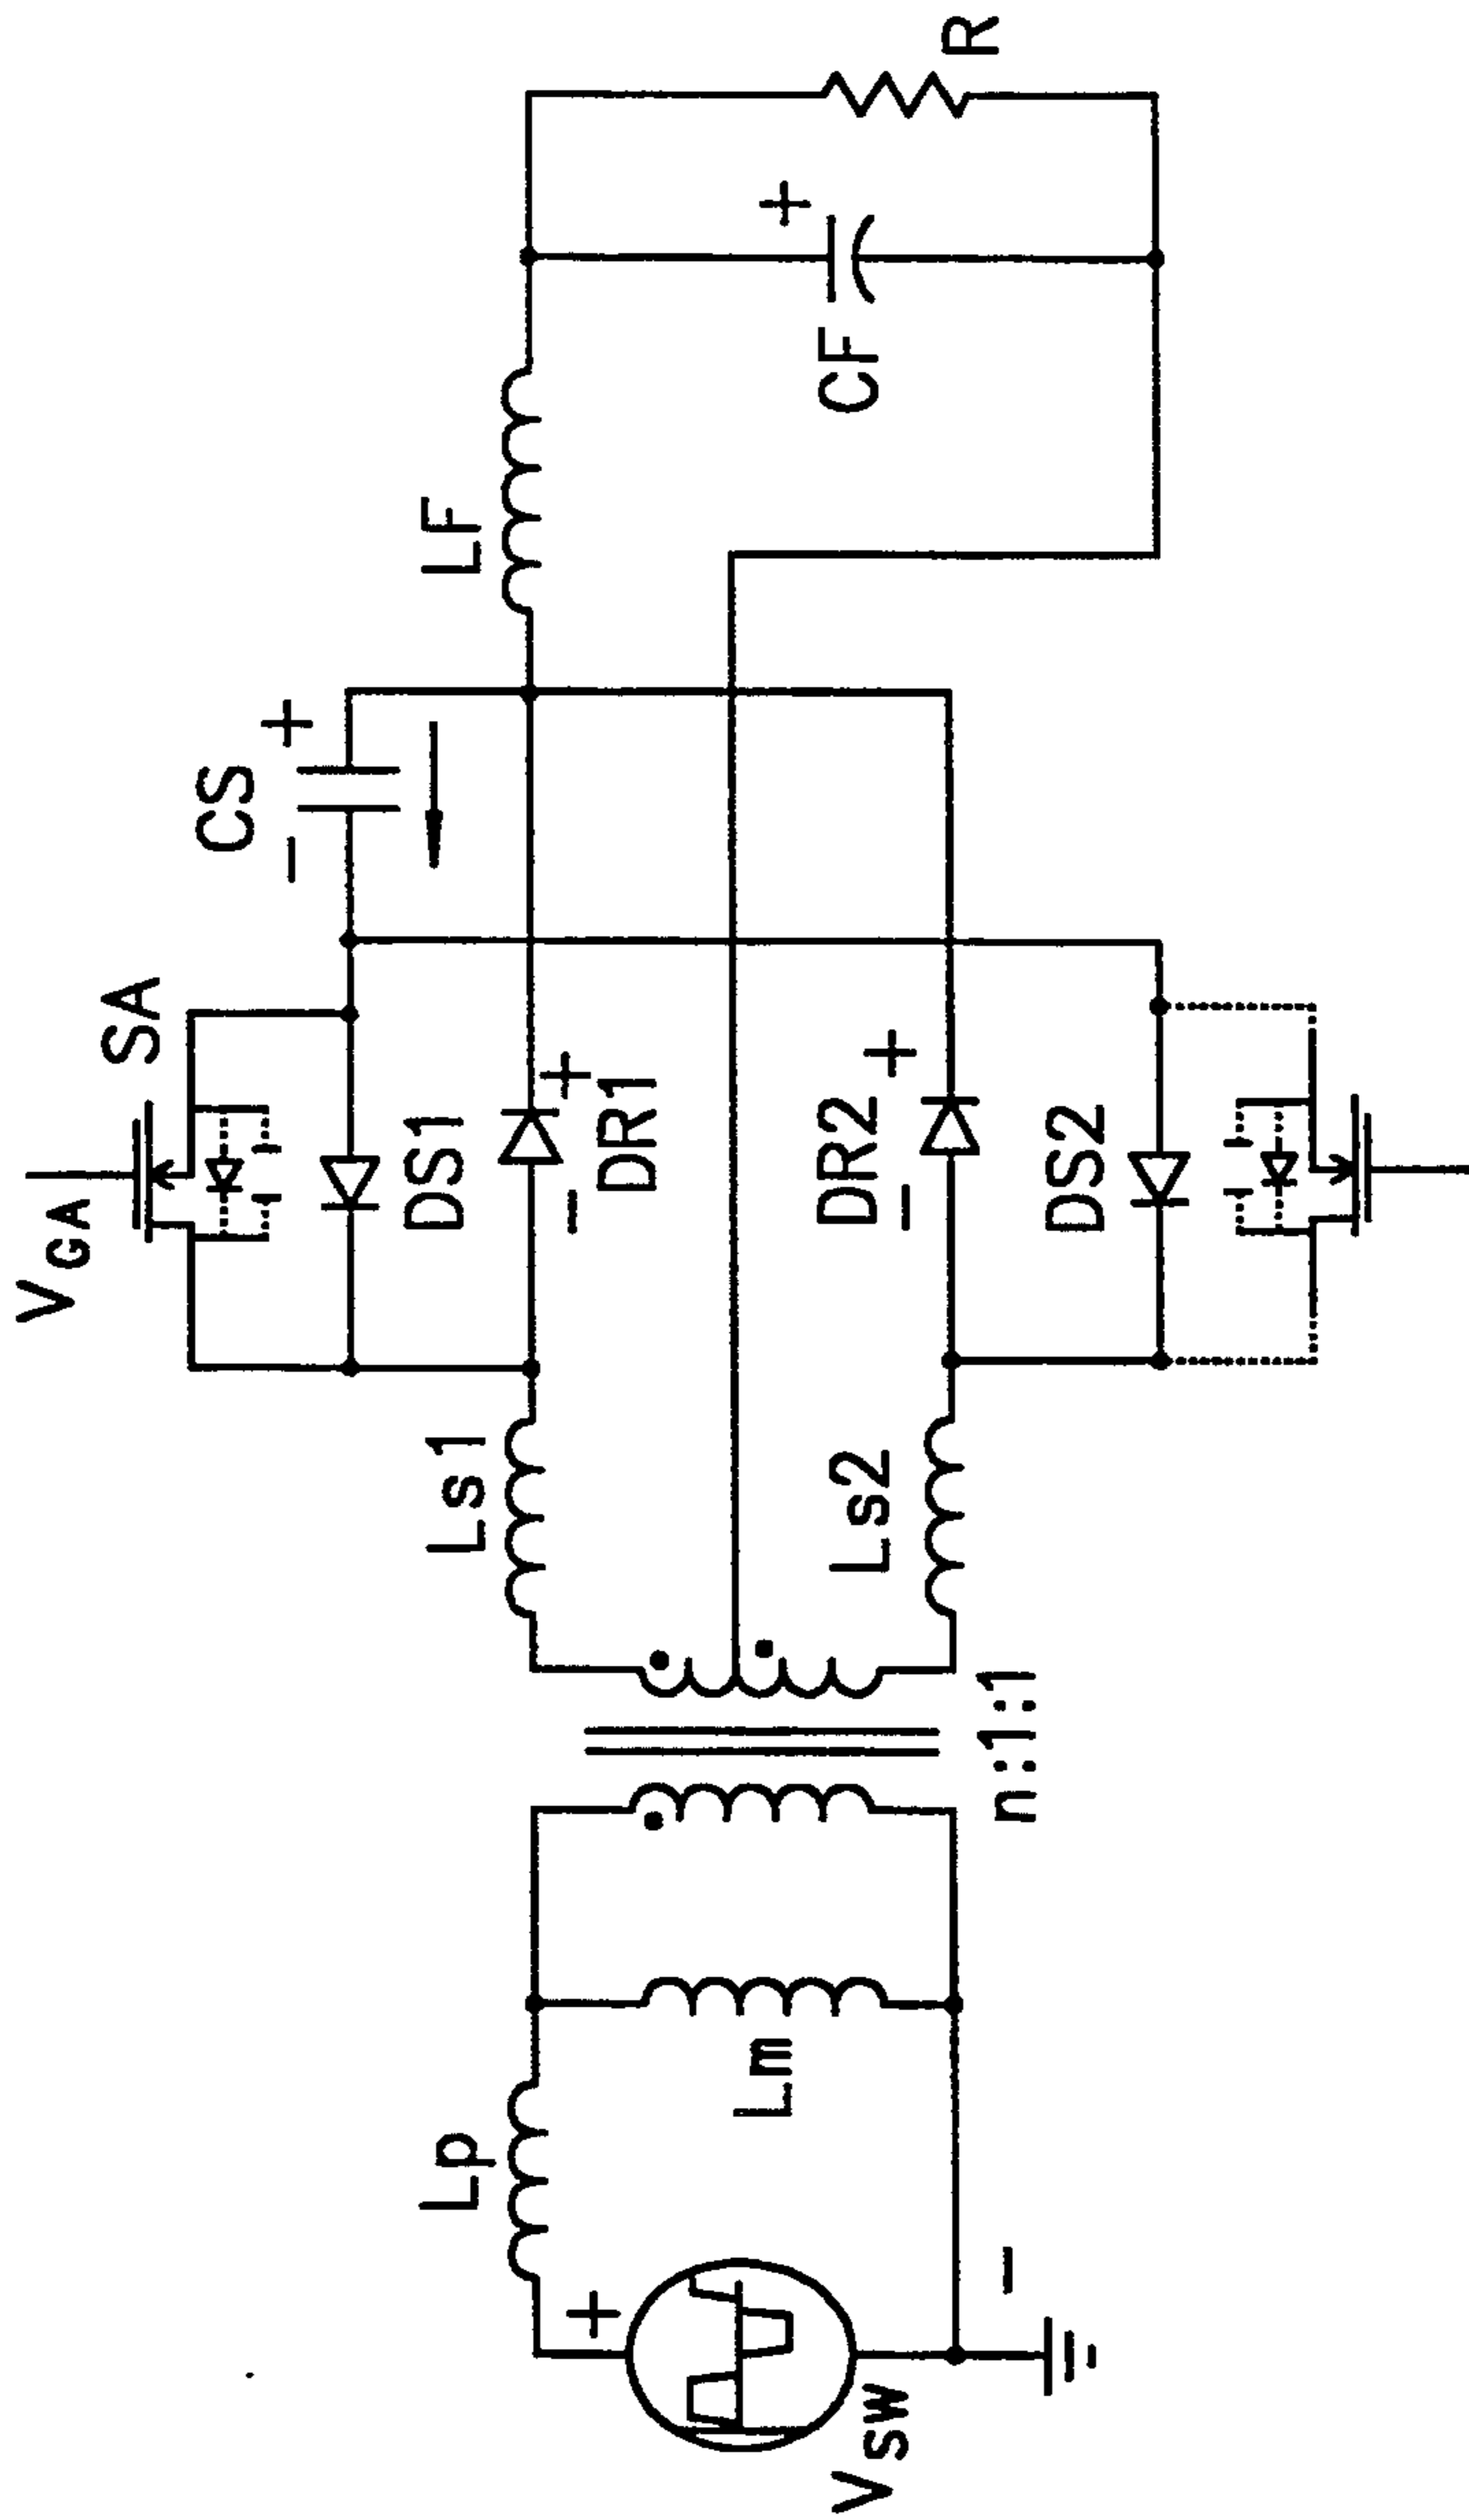 VGA
SA
CS
+
−
DS1
Ls1
LF
Lp
+
−
DR1
+
−
DR2
+
−
DS2
Ls2
Lm
n:1:1
VSW
+
−
CF
+
R